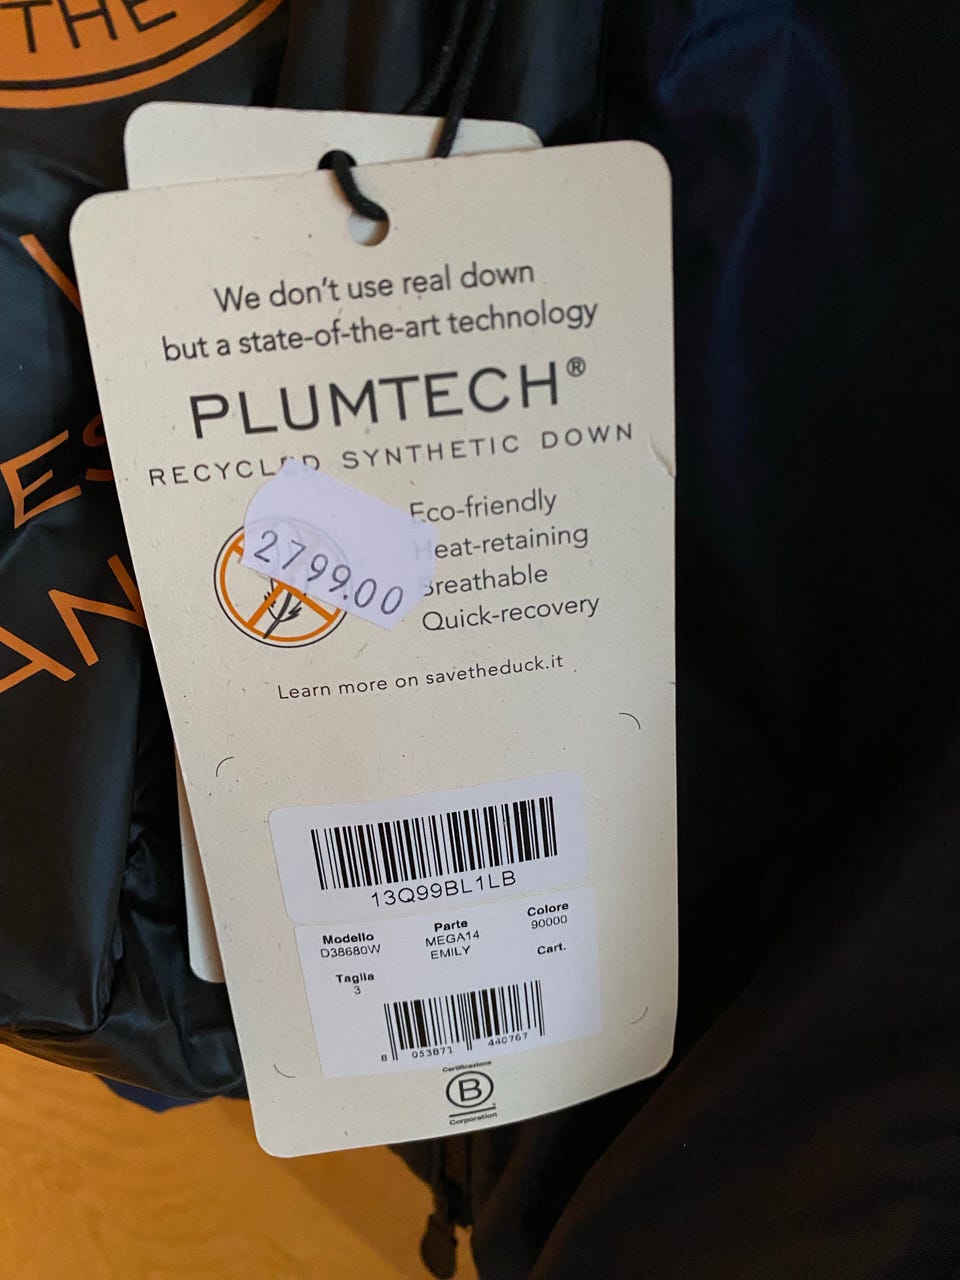 THE
ES
AN
We don't use real down
but a state-of-the-art technology
PLUMTECH®
RECYCLED SYNTHETIC DOWN
2799.00
Eco-friendly
Heat-retaining
Breathable
Quick-recovery
Learn more on savetheduck.it
13Q99BL1LB
Modello Parte Colore
D38680W MEGA14 90000
EMILY Cart.
Taglia
3
8 053871 440767
Certificazione
B
Corporation